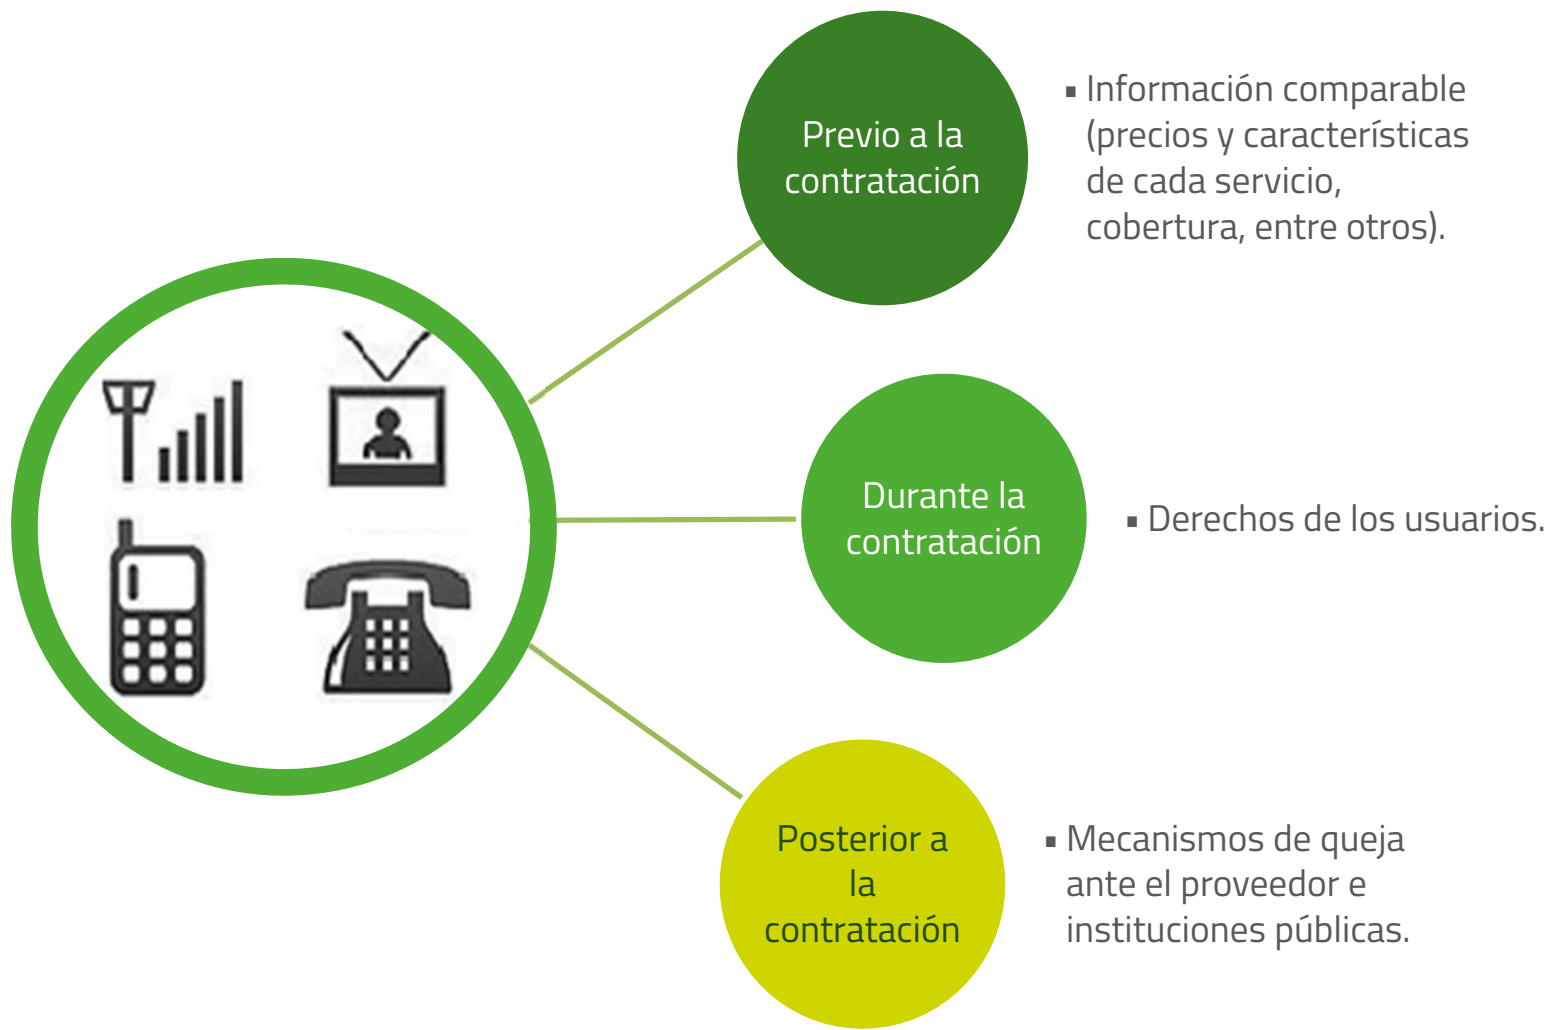 Previo a la
contratación
▪ Información comparable
(precios y características
de cada servicio,
cobertura, entre otros).
Durante la
contratación
▪ Derechos de los usuarios.
Posterior a
la
contratación
▪ Mecanismos de queja
ante el proveedor e
instituciones públicas.